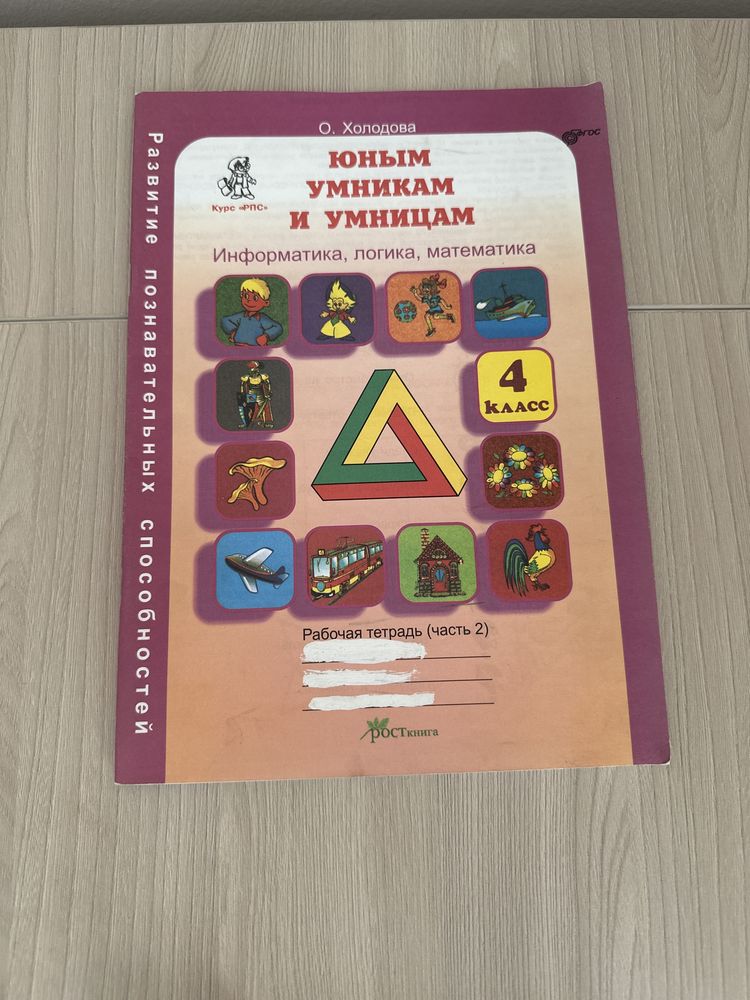 О. Холодова
ФГОС
ЮНЫМ
УМНИКАМ
И УМНИЦАМ
Курс «РПС»
Информатика, логика, математика
4
класс
Развитие познавательных способностей
Рабочая тетрадь (часть 2)
росткнига